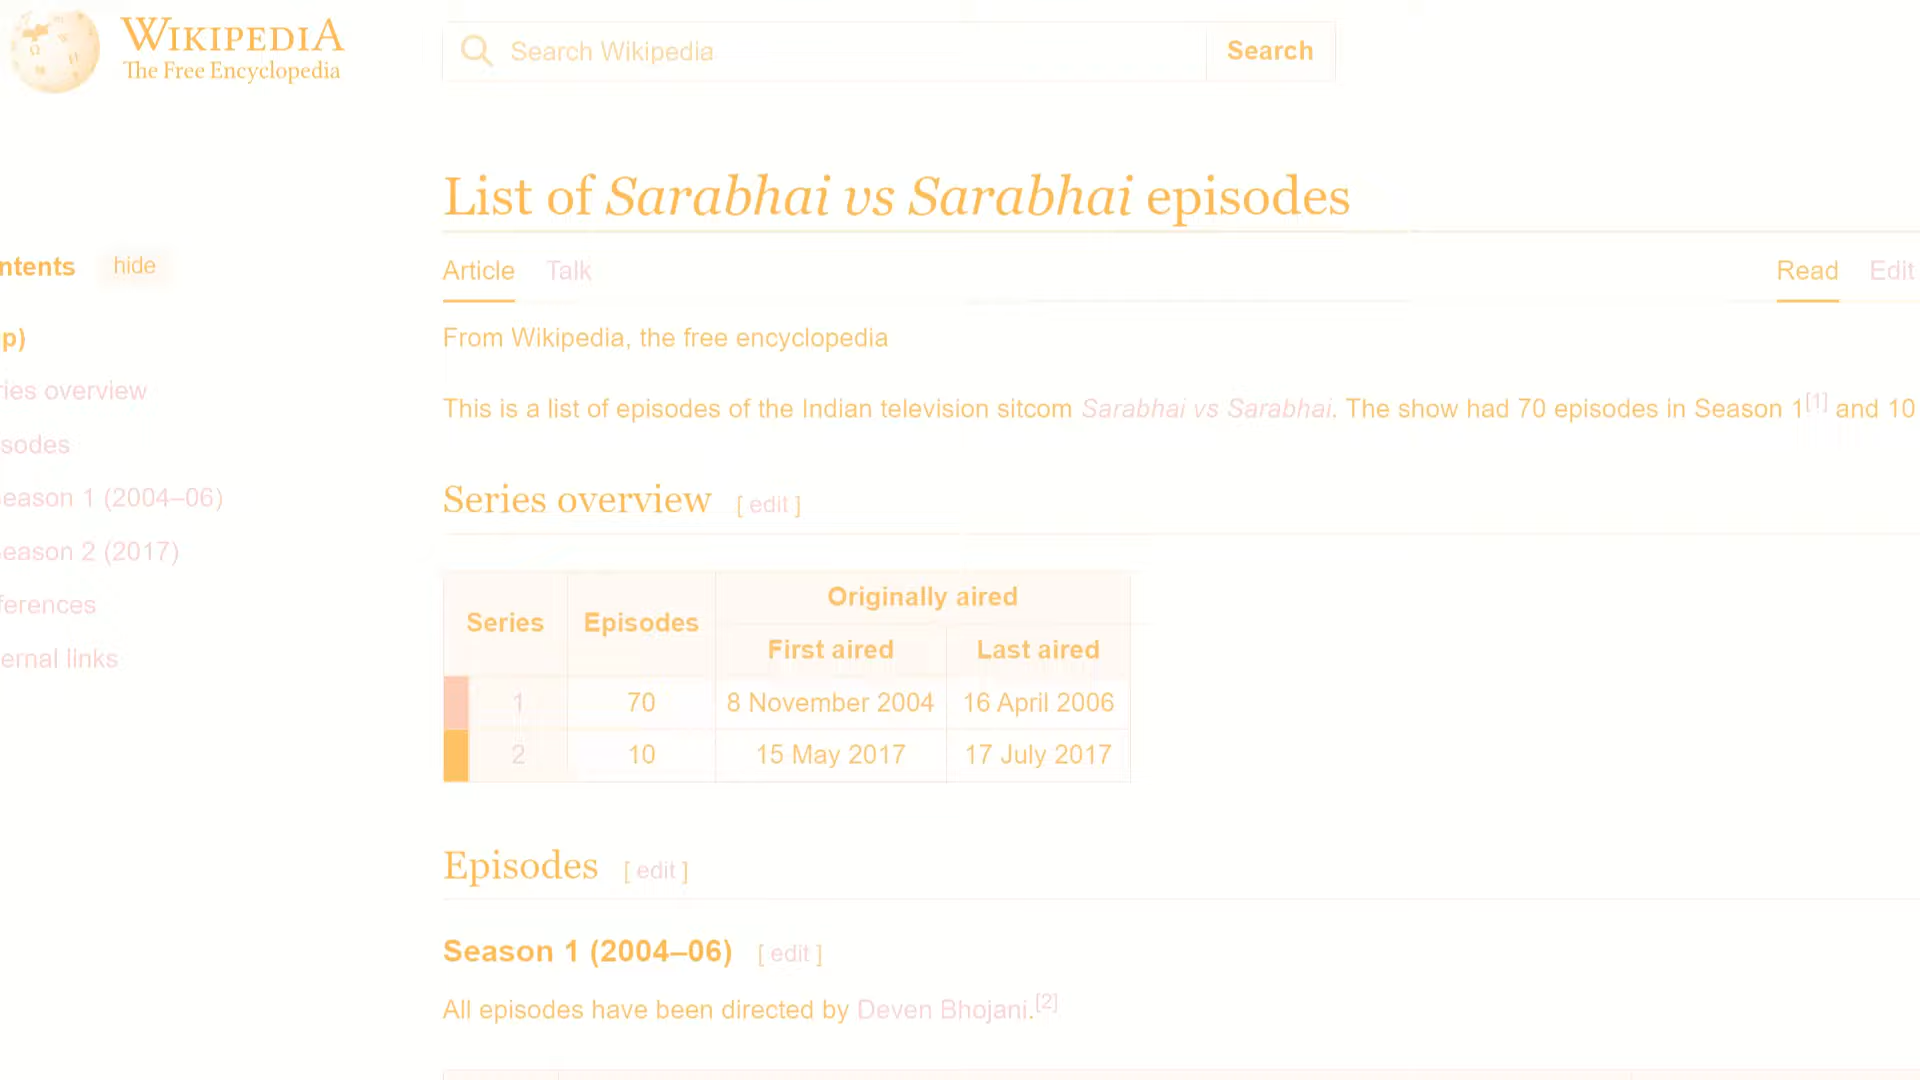 WIKIPEDIA
The Free Encyclopedia
Search Wikipedia
Search
List of Sarabhai vs Sarabhai episodes
ntents hide
Article Talk
Read Edit
p)
From Wikipedia, the free encyclopedia
ries overview
This is a list of episodes of the Indian television sitcom Sarabhai vs Sarabhai. The show had 70 episodes in Season 1[1] and 10
sodes
eason 1 (2004–06)
Series overview [ edit ]
eason 2 (2017)
ferences
ernal links
Series Episodes Originally aired
First aired Last aired
1 70 8 November 2004 16 April 2006
2 10 15 May 2017 17 July 2017
Episodes [ edit ]
Season 1 (2004–06) [ edit ]
All episodes have been directed by Deven Bhojani.[2]